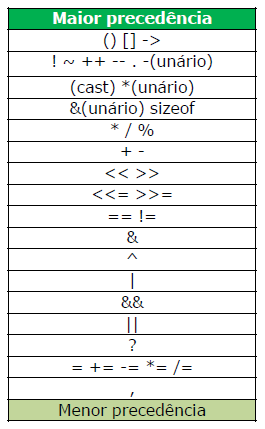 Maior precedência
() [] ->
! ~ ++ -- . -(unário)
(cast) *(unário)
&(unário) sizeof
* / %
+ -
<< >>
<<= >>=
== !=
&
^
|
&&
||
?
= += -= *= /=
,
Menor precedência